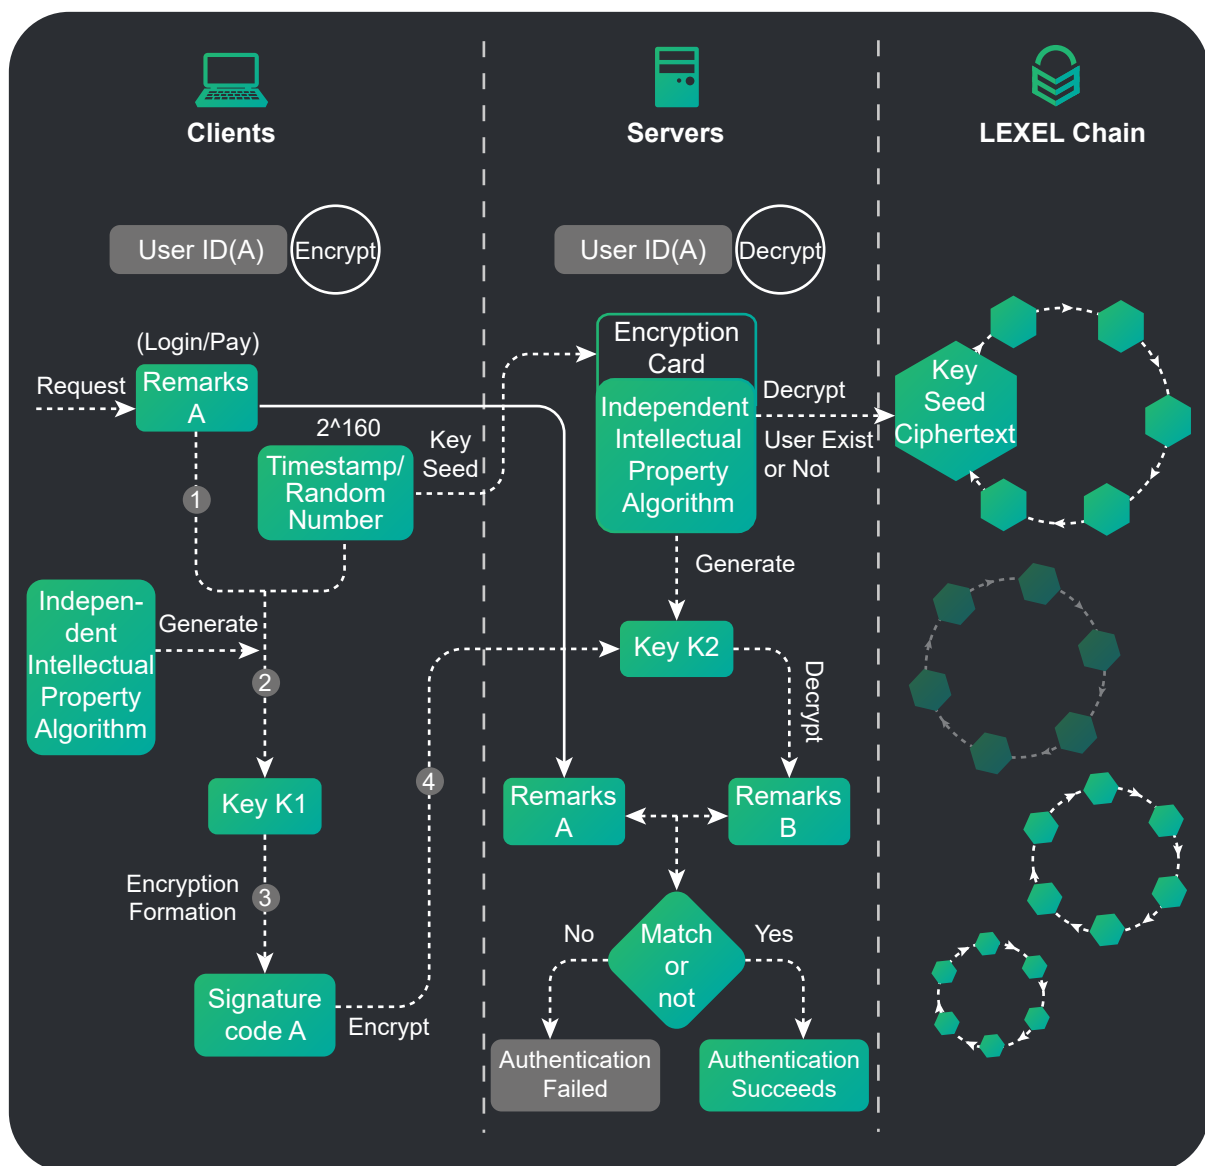 Clients
Servers
LEXEL Chain
User ID(A)
Encrypt
User ID(A)
Decrypt
(Login/Pay)
Request
Remarks
A
2^160
Timestamp/
Random
Number
Key
Seed
1
Indepen-
dent
Intellectual
Property
Algorithm
Generate
2
Key K1
Encryption
Formation
3
Signature
code A
Encrypt
4
Encryption
Card
Independent
Intellectual
Property
Algorithm
Decrypt
User Exist
or Not
Key
Seed
Ciphertext
Generate
Key K2
Decrypt
Remarks
A
Remarks
B
No
Match
or
not
Yes
Authentication
Failed
Authentication
Succeeds